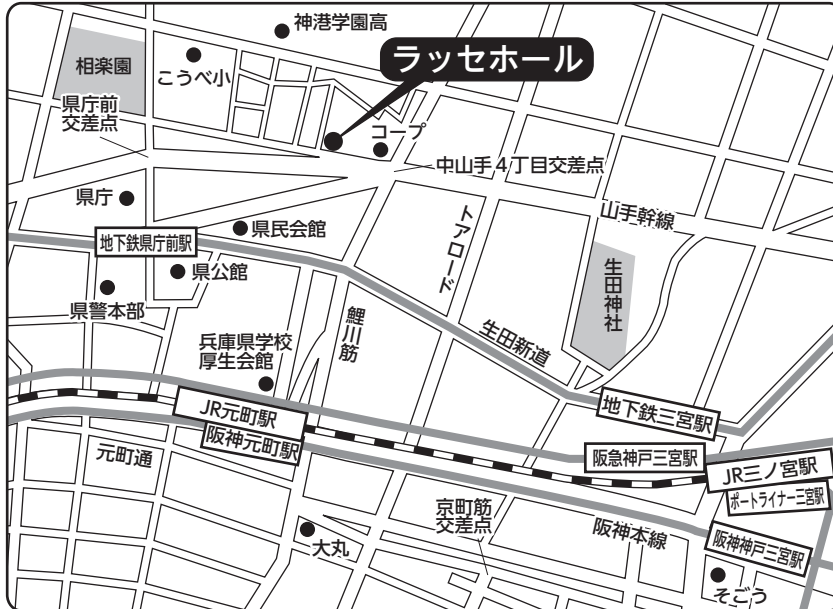 神港学園高
ラッセホール
相楽園
こうべ小
県庁前
交差点
コープ
中山手4丁目交差点
県庁
山手幹線
県民会館
トアロード
地下鉄県庁前駅
生田神社
県公館
県警本部
鯉川筋
生田新道
兵庫県学校
厚生会館
地下鉄三宮駅
JR元町駅
阪神元町駅
元町通
阪急神戸三宮駅
JR三ノ宮駅
ポートライナー三宮駅
京町筋
交差点
阪神本線
大丸
阪神神戸三宮駅
そごう